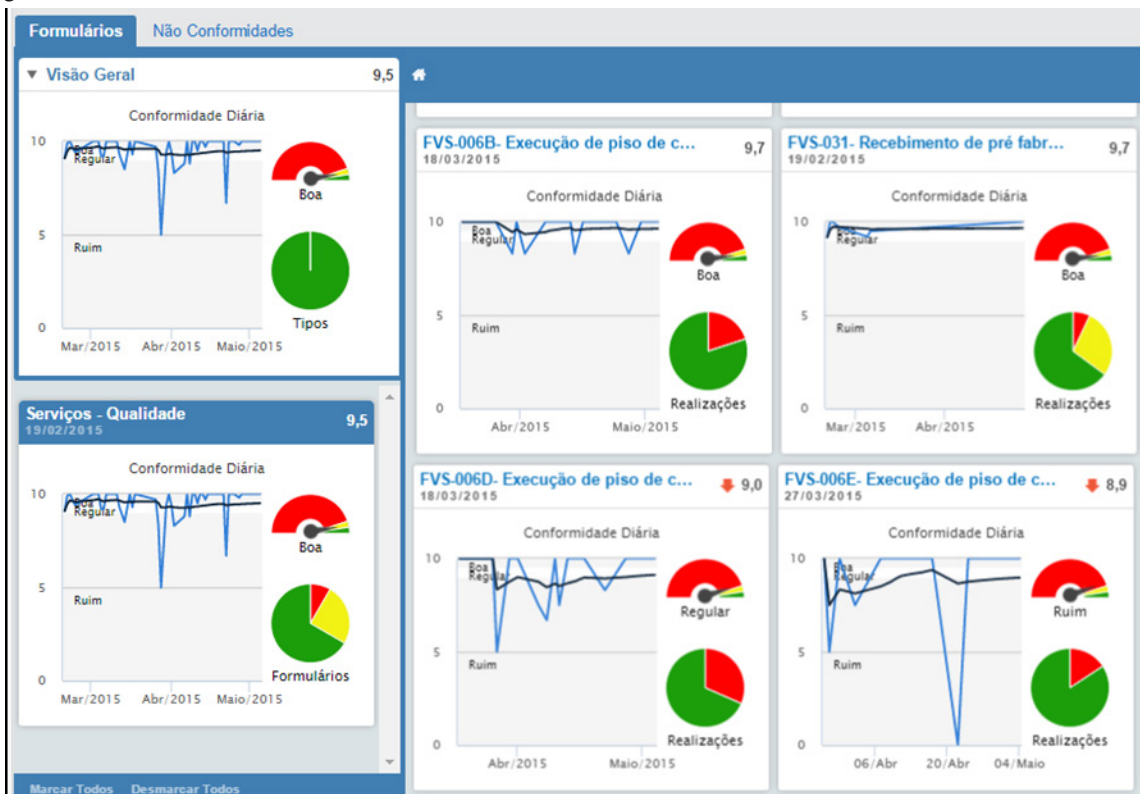 Formulários Não Conformidades
Visão Geral 9,5
Conformidade Diária
10
Boa
Regular
5
Ruim
0
Mar/2015 Abr/2015 Maio/2015
Boa
Tipos
Serviços - Qualidade 9,5
19/02/2015
Conformidade Diária
10
Boa
Regular
5
Ruim
0
Mar/2015 Abr/2015 Maio/2015
Boa
Formulários
Marcar Todos Desmarcar Todos
FVS-006B- Execução de piso de c... 9,7
18/03/2015
Conformidade Diária
10
Boa
Regular
5
Ruim
0
Abr/2015 Maio/2015
Boa
Realizações
FVS-031- Recebimento de pré fabr... 9,7
19/02/2015
Conformidade Diária
10
Boa
Regular
5
Ruim
0
Mar/2015 Abr/2015
Boa
Realizações
FVS-006D- Execução de piso de c... 9,0
18/03/2015
Conformidade Diária
10
Boa
Regular
5
Ruim
0
Abr/2015 Maio/2015
Regular
Realizações
FVS-006E- Execução de piso de c... 8,9
27/03/2015
Conformidade Diária
10
Boa
Regular
5
Ruim
0
06/Abr 20/Abr 04/Maio
Ruim
Realizações